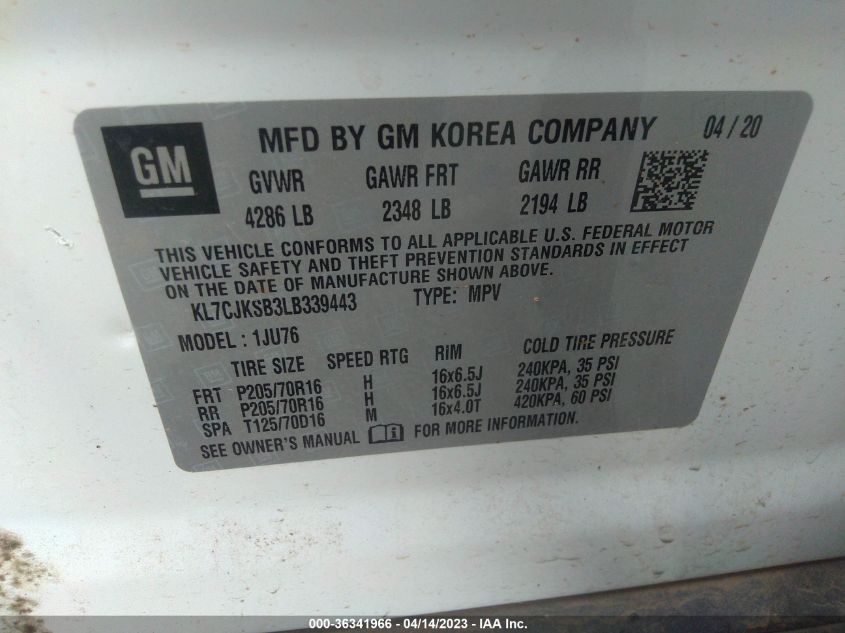 GM
MFD BY GM KOREA COMPANY 04 / 20
GVWR GAWR FRT GAWR RR
4286 LB 2348 LB 2194 LB
THIS VEHICLE CONFORMS TO ALL APPLICABLE U.S. FEDERAL MOTOR
VEHICLE SAFETY AND THEFT PREVENTION STANDARDS IN EFFECT
ON THE DATE OF MANUFACTURE SHOWN ABOVE.
KL7CJKSB3LB339443 TYPE: MPV
MODEL : 1JU76
TIRE SIZE SPEED RTG RIM COLD TIRE PRESSURE
FRT P205/70R16 H 16x6.5J 240KPA, 35 PSI
RR P205/70R16 H 16x6.5J 240KPA, 35 PSI
SPA T125/70D16 M 16x4.0T 420KPA, 60 PSI
SEE OWNER'S MANUAL FOR MORE INFORMATION.
000-36341966 - 04/14/2023 - IAA Inc.